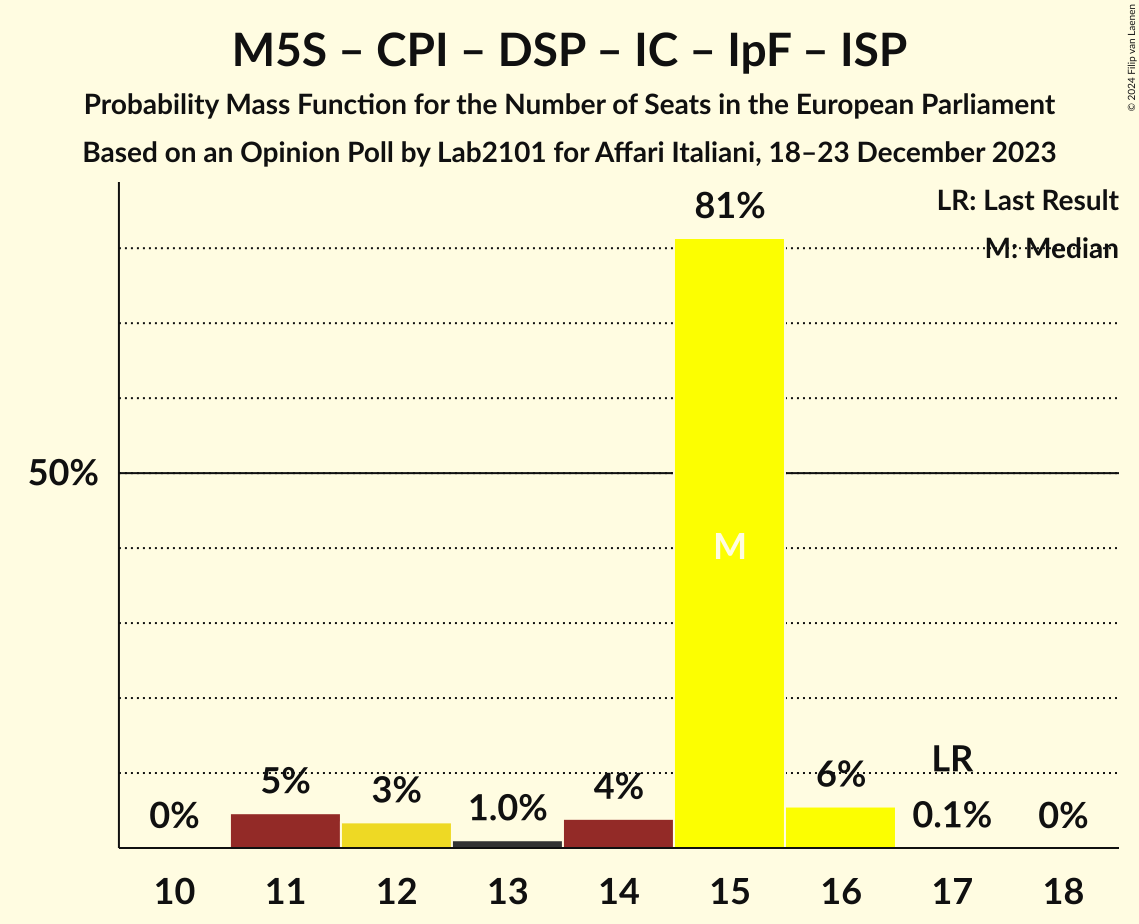 M5S – CPI – DSP – IC – IpF – ISP
Probability Mass Function for the Number of Seats in the European Parliament
Based on an Opinion Poll by Lab2101 for Affari Italiani, 18–23 December 2023
© 2024 Filip van Laenen
LR: Last Result
M: Median
81%
50%
M
LR
0% 5% 3% 1.0% 4% 6% 0.1% 0%
10 11 12 13 14 15 16 17 18